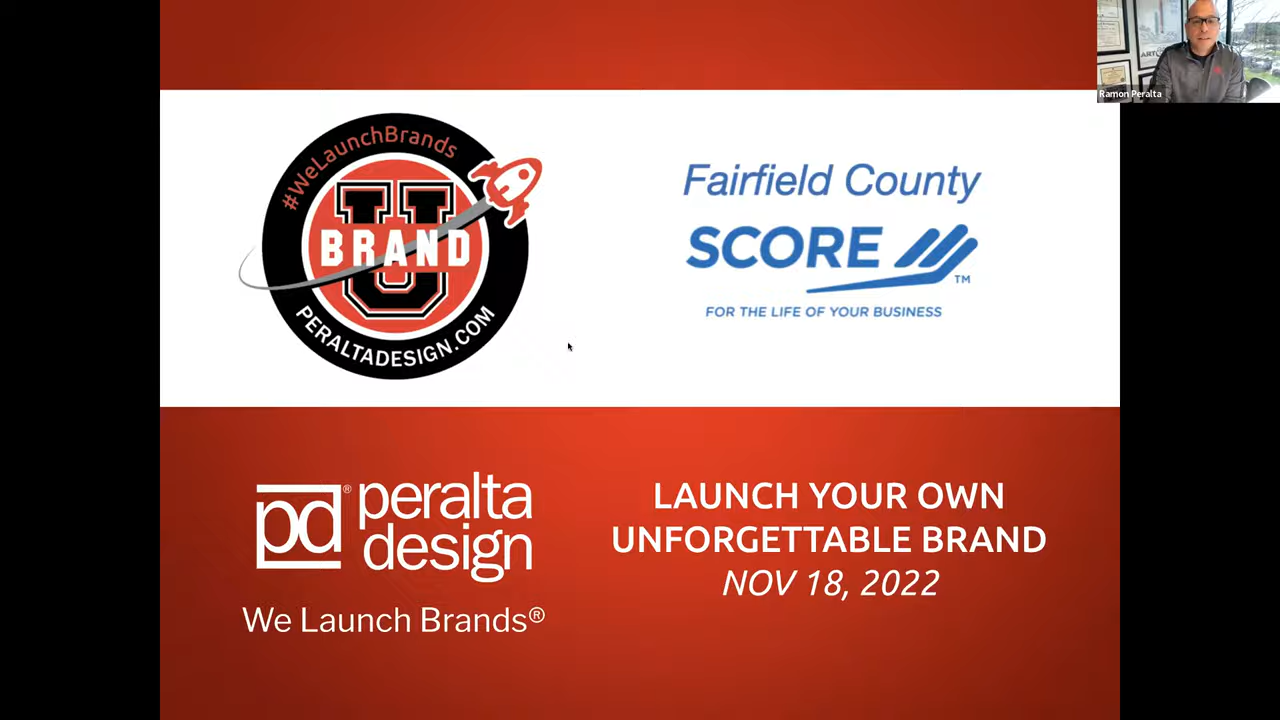 #WeLaunchBrands
U
BRAND
PERALTADESIGN.COM
Fairfield County
SCORE
TM
FOR THE LIFE OF YOUR BUSINESS
pd® peralta
design
We Launch Brands®
LAUNCH YOUR OWN
UNFORGETTABLE BRAND
NOV 18, 2022
Ramon Peralta